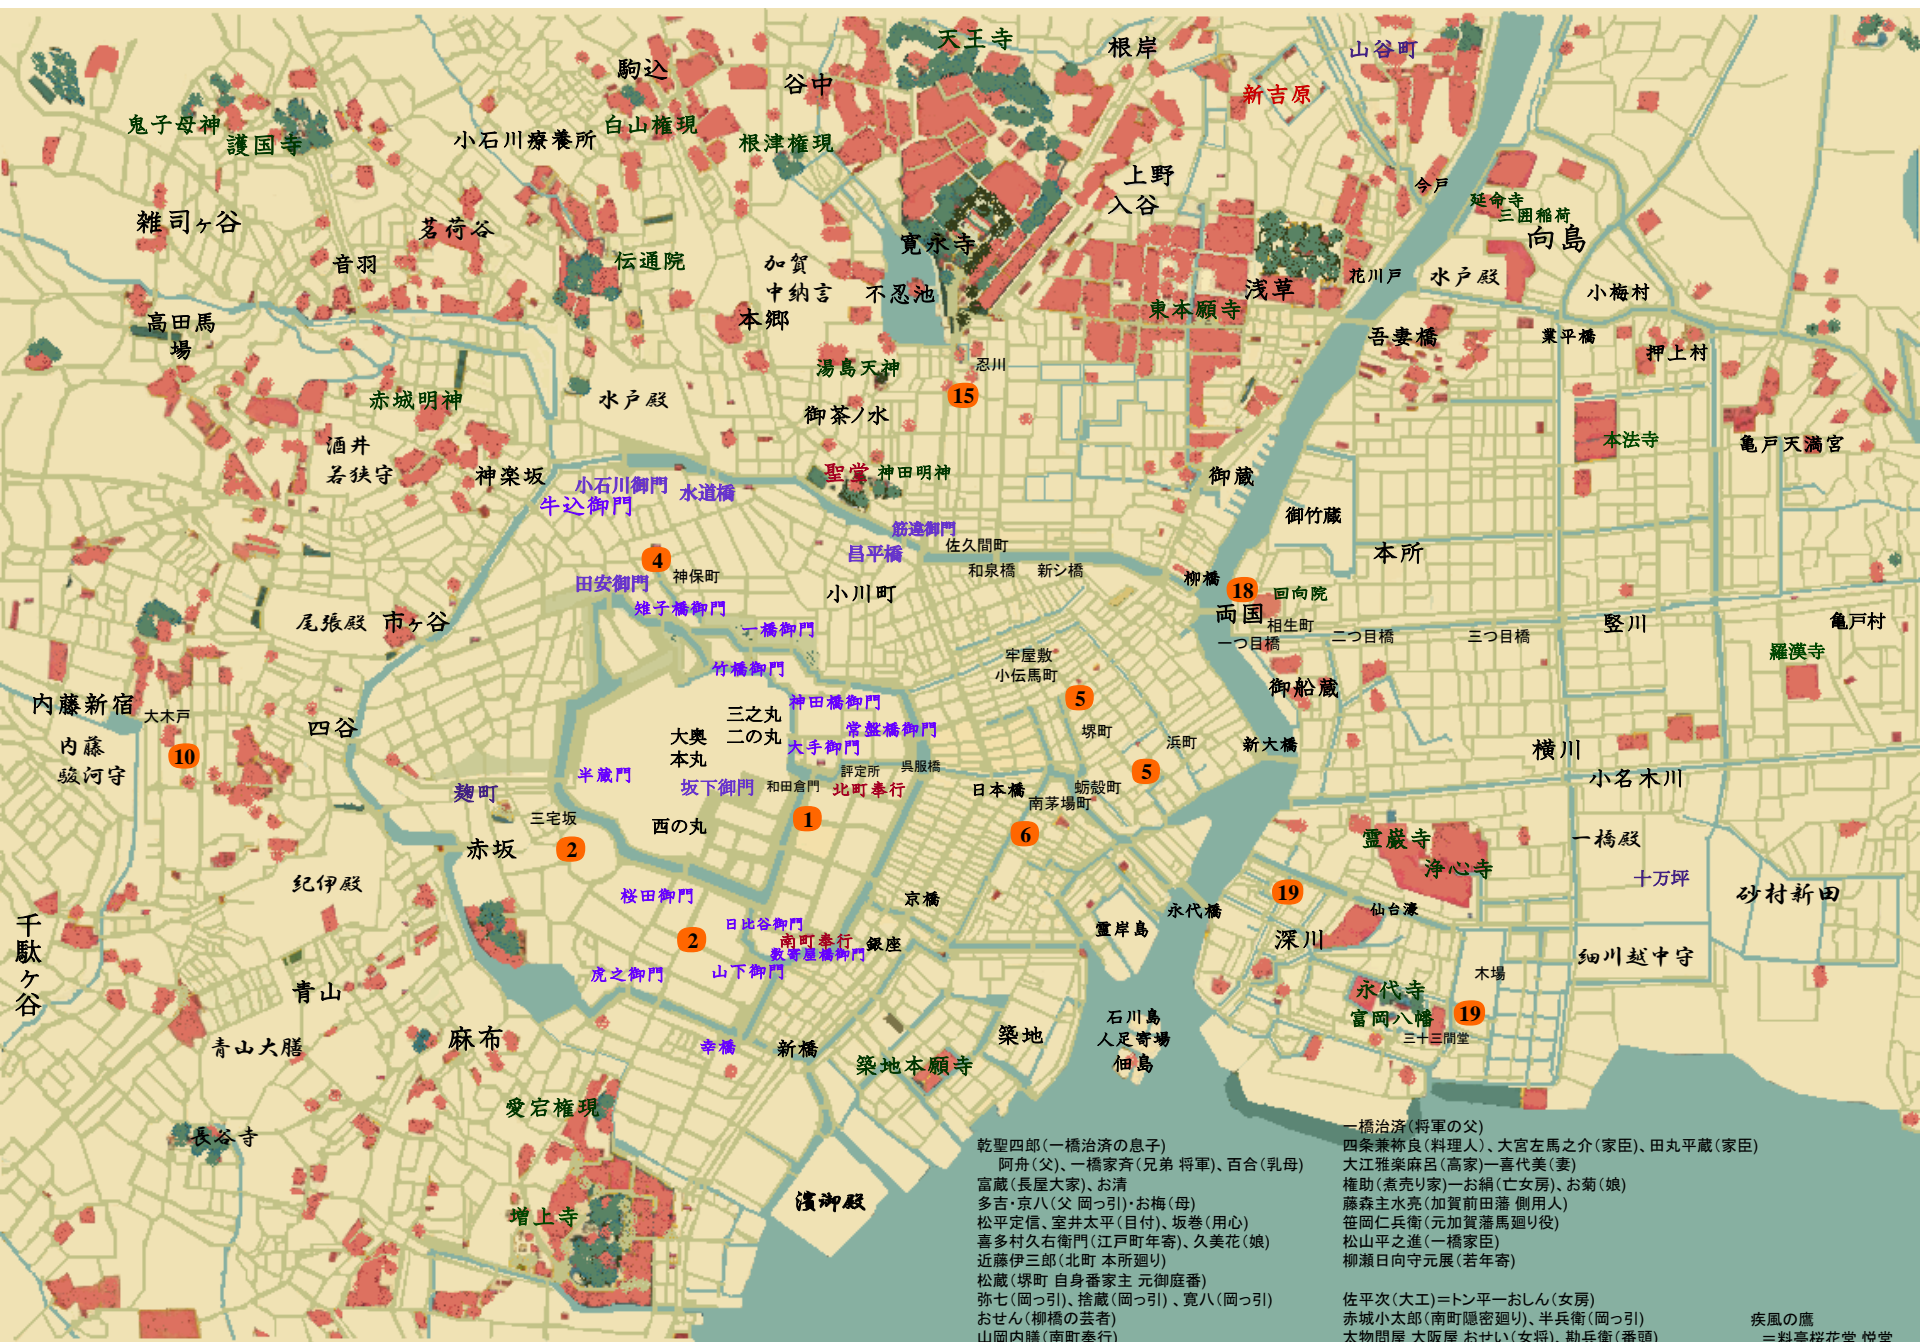 天王寺
根岸
山谷町
駒込
谷中
新吉原
鬼子母神
護国寺
小石川療養所
白山権現
根津権現
上野
入谷
今戸
延命寺
三囲稲荷
向島
雑司ヶ谷
茗荷谷
音羽
伝通院
加賀
中納言
本郷
寛永寺
不忍池
浅草
花川戸
水戸殿
小梅村
東本願寺
吾妻橋
業平橋
押上村
高田馬
場
湯島天神
忍川
15
赤城明神
水戸殿
御茶ノ水
本法寺
亀戸天満宮
酒井
若狭守
神楽坂
小石川御門
水道橋
牛込御門
聖堂
神田明神
御蔵
御竹蔵
筋違御門
昌平橋
佐久間町
和泉橋
新シ橋
本所
4
神保町
田安御門
雉子橋御門
一橋御門
小川町
柳橋
18
回向院
両国
相生町
一つ目橋
二つ目橋
三つ目橋
竪川
亀戸村
羅漢寺
尾張殿
市ヶ谷
竹橋御門
牢屋敷
小伝馬町
5
御船蔵
内藤新宿
大木戸
内藤
駿河守
10
四谷
三之丸
二の丸
大奥
本丸
神田橋御門
常盤橋御門
大手御門
堺町
浜町
新大橋
横川
小名木川
半蔵門
坂下御門
和田倉門
評定所
呉服橋
北町奉行
日本橋
蛎殻町
南茅場町
5
麹町
三宅坂
2
赤坂
西の丸
1
6
霊巌寺
浄心寺
一橋殿
十万坪
砂村新田
紀伊殿
桜田御門
日比谷御門
2
南町奉行
数寄屋橋御門
銀座
京橋
霊岸島
永代橋
19
仙台濠
深川
細川越中守
千駄ヶ谷
虎之御門
山下御門
木場
青山
青山大膳
麻布
幸橋
新橋
築地
築地本願寺
石川島
人足寄場
佃島
永代寺
富岡八幡
19
三十三間堂
愛宕権現
長谷寺
増上寺
濱御殿
乾聖四郎(一橋治済の息子)
阿舟(父)、一橋家斉(兄弟 将軍)、百合(乳母)
富蔵(長屋大家)、お清
多吉・京八(父 岡っ引)・お梅(母)
松平定信、室井太平(目付)、坂巻(用心)
喜多村久右衛門(江戸町年寄)、久美花(娘)
近藤伊三郎(北町 本所廻り)
松蔵(堺町 自身番家主 元御庭番)
弥七(岡っ引)、捨蔵(岡っ引) 、寛八(岡っ引)
おせん(柳橋の芸者)
山岡内膳(南町奉行)
一橋治済(将軍の父)
四条兼祢良(料理人)、大宮左馬之介(家臣)、田丸平蔵(家臣)
大江雅楽麻呂(高家)ー喜代美(妻)
権助(煮売り家)ーお絹(亡女房)、お菊(娘)
藤森主水亮(加賀前田藩 側用人)
笹岡仁兵衛(元加賀藩馬廻り役)
松山平之進(一橋家臣)
柳瀬日向守元展(若年寄)
佐平次(大工)=トン平ーおしん(女房)
赤城小太郎(南町隠密廻り)、半兵衛(岡っ引)
太物問屋 大阪屋 おせい(女将)、勘兵衛(番頭)
疾風の鷹
=料亭桜花堂 悦堂